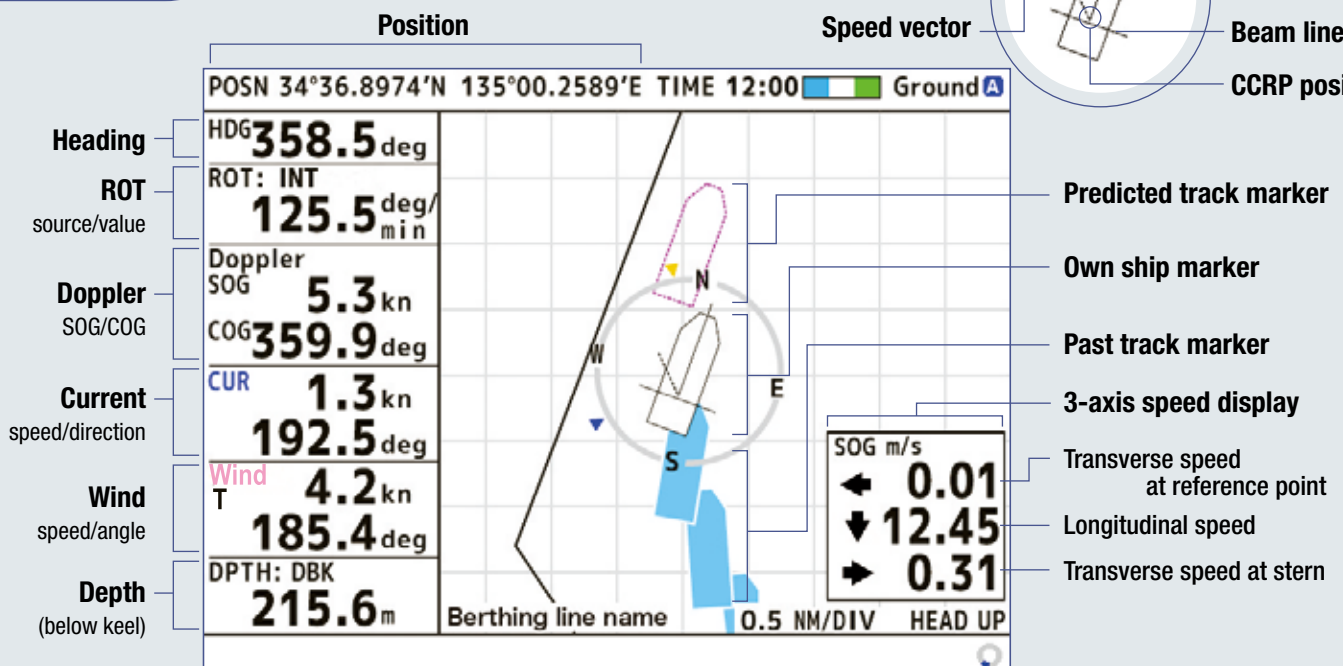 Position
Speed vector
Beam line
CCRP
POSN 34°36.8974'N 135°00.2589'E TIME 12:00 Ground A
Heading
HDG 358.5 deg
ROT
source/value
ROT: INT
125.5 deg/min
Doppler
SOG/COG
Doppler
SOG 5.3 kn
COG 359.9 deg
Current
speed/direction
CUR 1.3 kn
192.5 deg
Wind
speed/angle
Wind
T 4.2 kn
185.4 deg
Depth
(below keel)
DPTH: DBK
215.6 m
N
W
E
S
Berthing line name
0.5 NM/DIV HEAD UP
SOG m/s
0.01
12.45
0.31
Predicted track marker
Own ship marker
Past track marker
3-axis speed display
Transverse speed
at reference point
Longitudinal speed
Transverse speed at stern